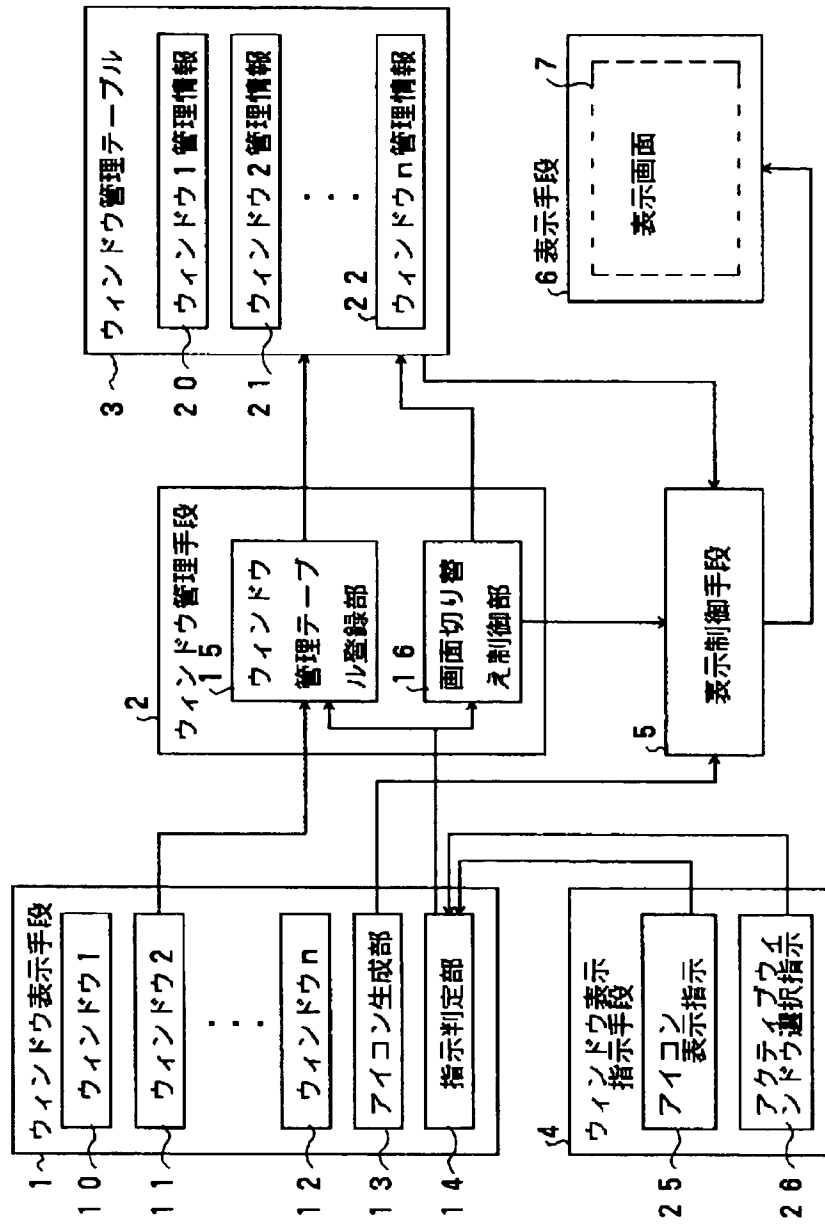 1
ウィンドウ表示手段
10
ウィンドウ1
11
ウィンドウ2
・・・
12
ウィンドウn
13
アイコン生成部
14
指示判定部
2
ウィンドウ管理手段
15
ウィンドウ
管理テーブ
ル登録部
16
画面切り替
え制御部
3
ウィンドウ管理テーブル
20
ウィンドウ1管理情報
21
ウィンドウ2管理情報
・・・
22
ウィンドウn管理情報
4
ウィンドウ表示
指示手段
25
アイコン
表示指示
26
アクティブウィ
ンドウ選択指示
5
表示制御手段
6
表示手段
7
表示画面